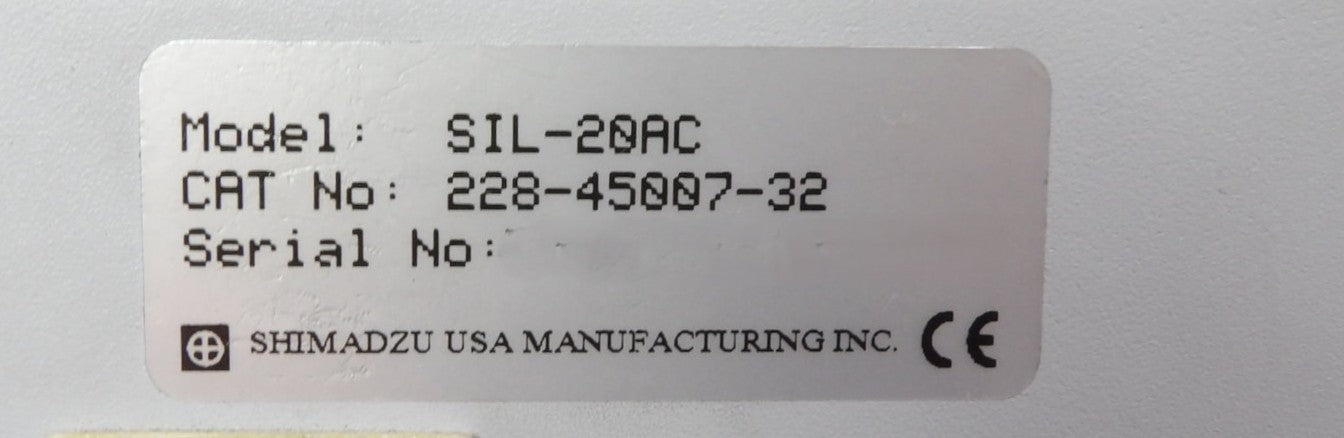 Model: SIL-20AC
CAT No: 228-45007-32
Serial No:
SHIMADZU USA MANUFACTURING INC. CE